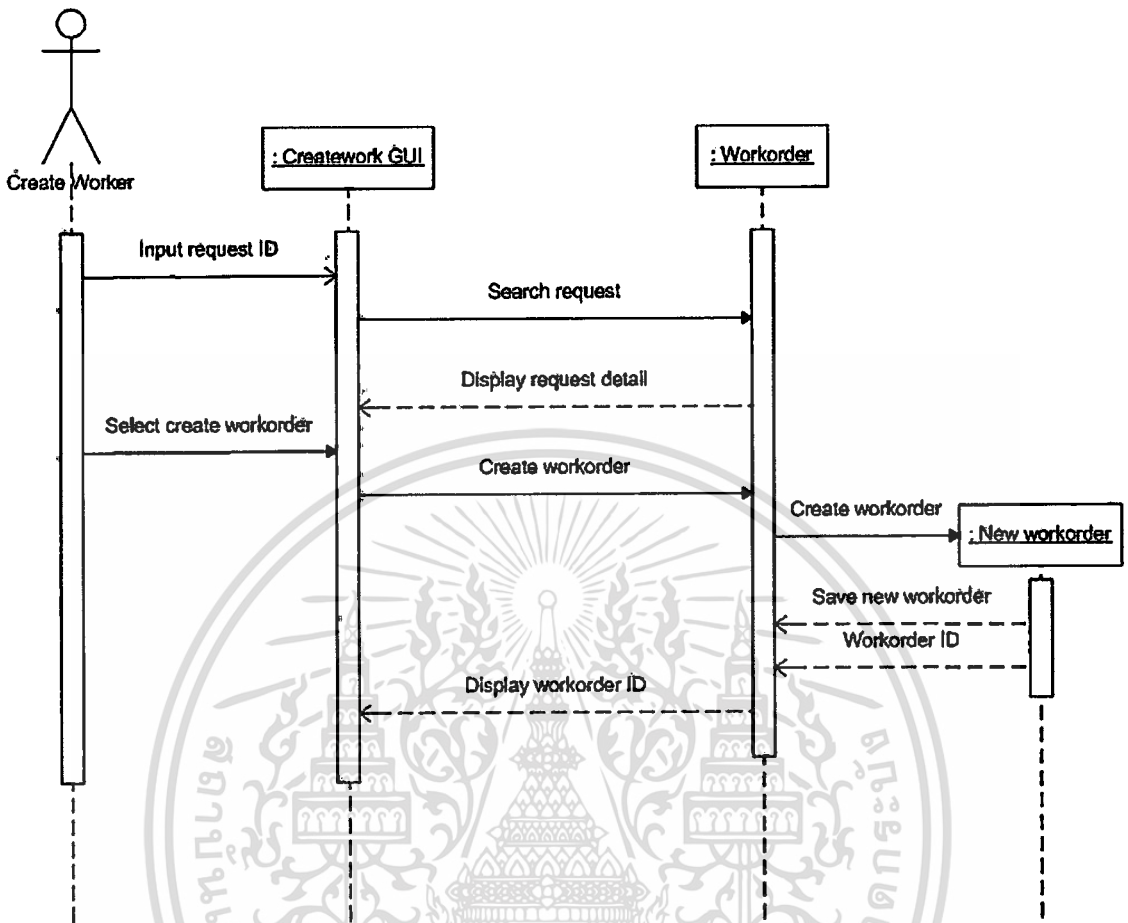 Create Worker
: Creatework GUI
: Workorder
Input request ID
Search request
Display request detail
Select create workorder
Create workorder
Create workorder
: New workorder
Save new workorder
Workorder ID
Display workorder ID